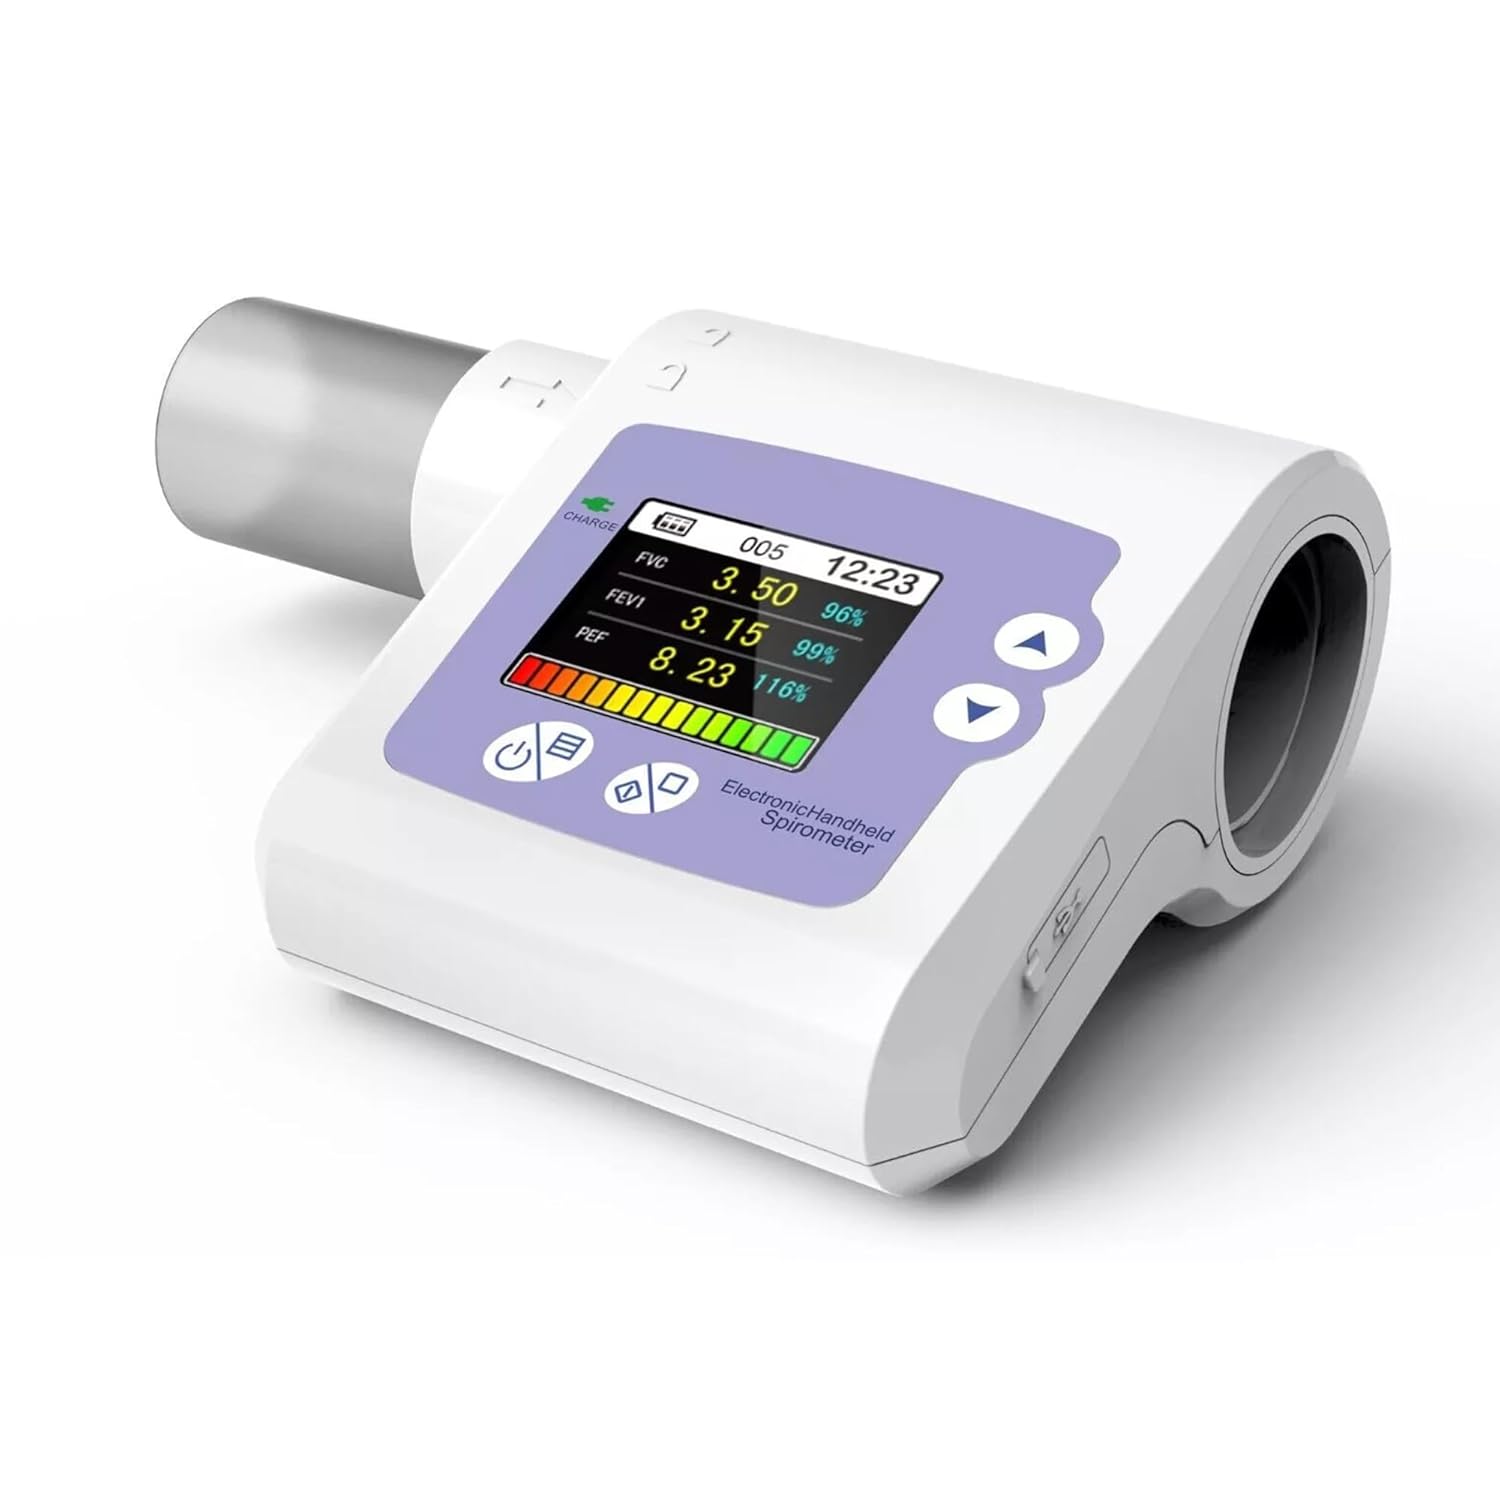 CHARGE
005 12:23
FVC 3.50 96%
FEV1 3.15 99%
PEF 8.23 116%
ElectronicHandheld
Spirometer